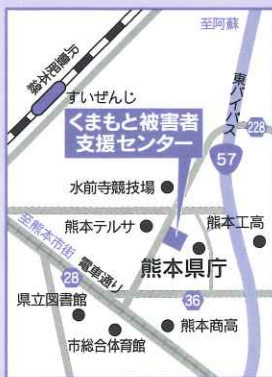 至阿蘇
JR豊肥本線
すいぜんじ
東バイパス
くまもと被害者
支援センター
57
228
水前寺競技場
熊本テルサ
熊本工高
至熊本市街
電車通り
熊本県庁
28
36
県立図書館
熊本商高
市総合体育館